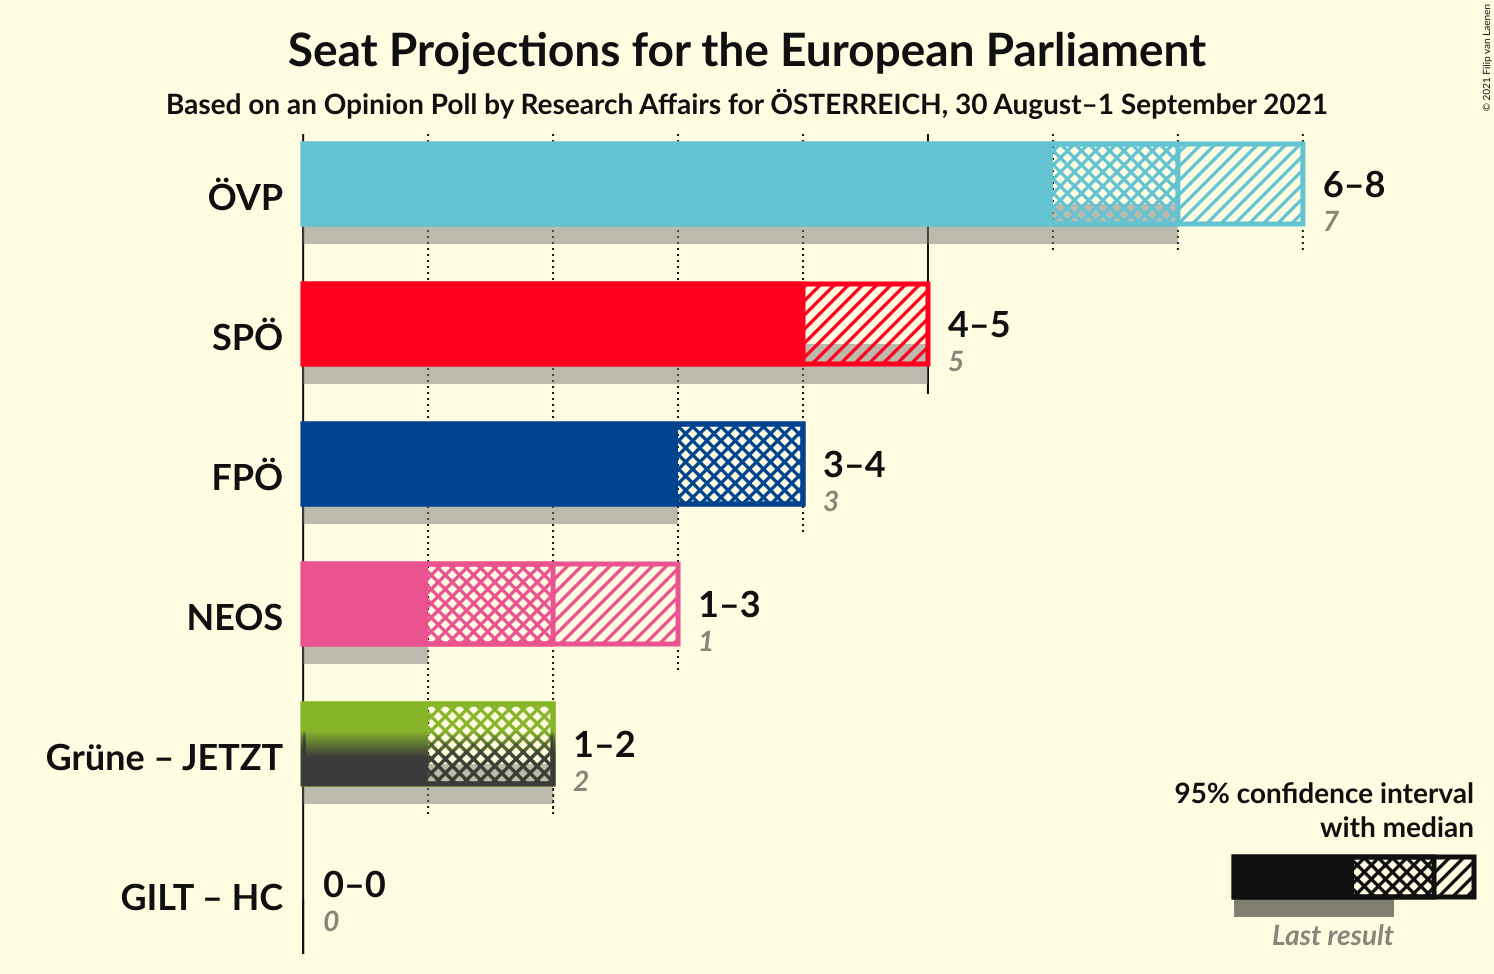 Seat Projections for the European Parliament
Based on an Opinion Poll by Research Affairs for ÖSTERREICH, 30 August–1 September 2021
© 2021 Filip van Laenen
ÖVP
6–8
7
SPÖ
4–5
5
FPÖ
3–4
3
NEOS
1–3
1
Grüne – JETZT
1–2
2
GILT – HC
0–0
0
95% confidence interval
with median
Last result